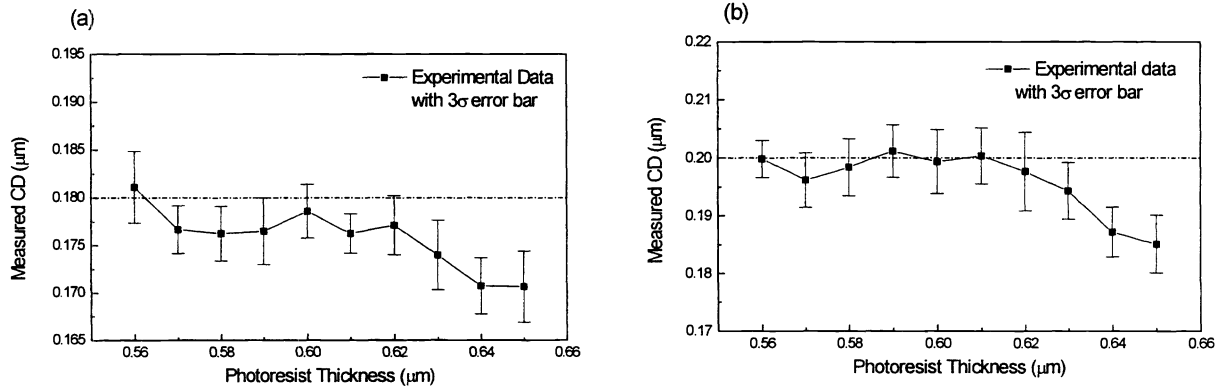 (a)
0.195
0.190
0.185
0.180
0.175
0.170
0.165
Measured CD (μm)
Experimental Data
with 3σ error bar
0.56
0.58
0.60
0.62
0.64
0.66
Photoresist Thickness (μm)
(b)
0.22
0.21
0.20
0.19
0.18
0.17
Measured CD (μm)
Experimental data
with 3σ error bar
0.56
0.58
0.60
0.62
0.64
0.66
Photoresist Thickness (μm)